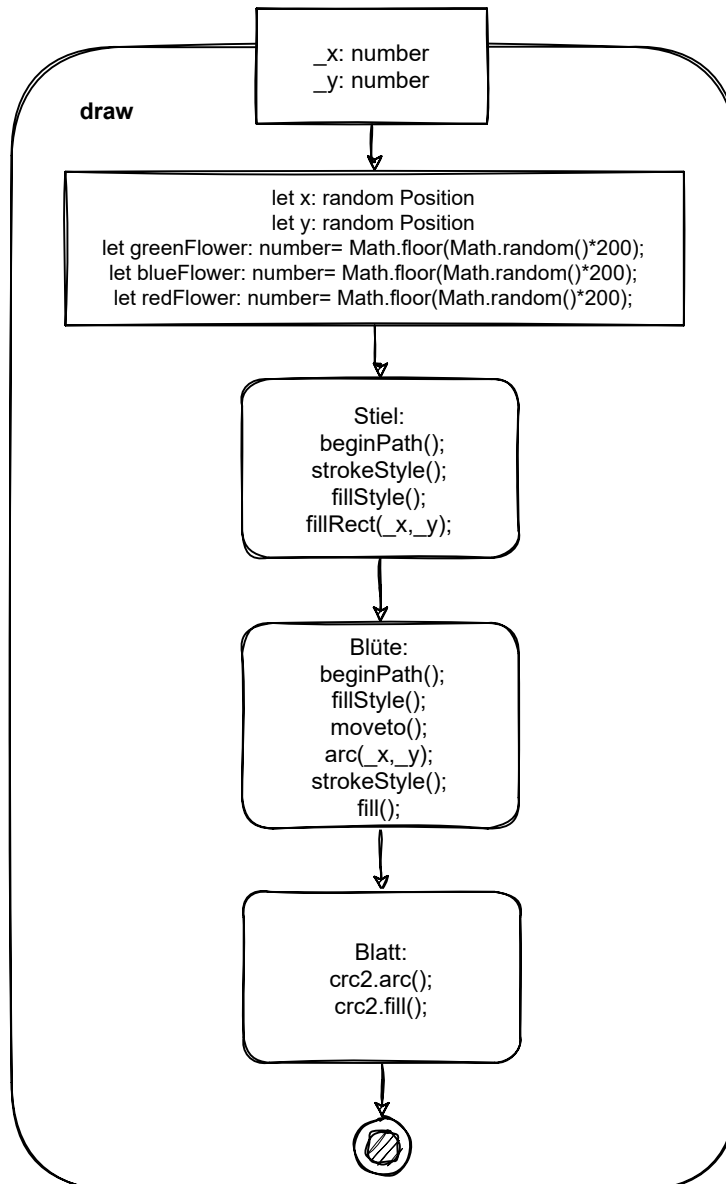 _x: number
_y: number
draw
let x: random Position
let y: random Position
let greenFlower: number= Math.floor(Math.random()*200);
let blueFlower: number= Math.floor(Math.random()*200);
let redFlower: number= Math.floor(Math.random()*200);
Stiel:
beginPath();
strokeStyle();
fillStyle();
fillRect(_x,_y);
Blüte:
beginPath();
fillStyle();
moveto();
arc(_x,_y);
strokeStyle();
fill();
Blatt:
crc2.arc();
crc2.fill();